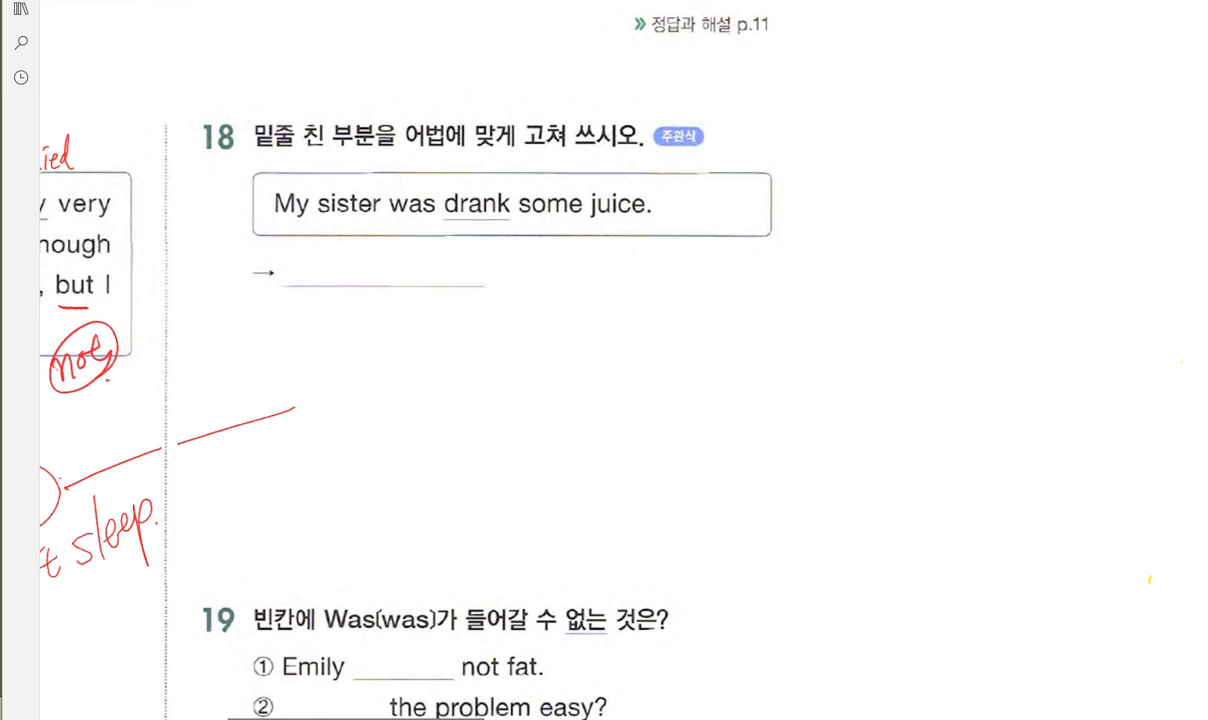 » 정답과 해설 p.11
18 밑줄 친 부분을 어법에 맞게 고쳐 쓰시오. 주관식
My sister was drank some juice.
→
ied
very
nough
, but I
not
sleep.
19 빈칸에 Was(was)가 들어갈 수 없는 것은?
① Emily ________ not fat.
② ________ the problem easy?